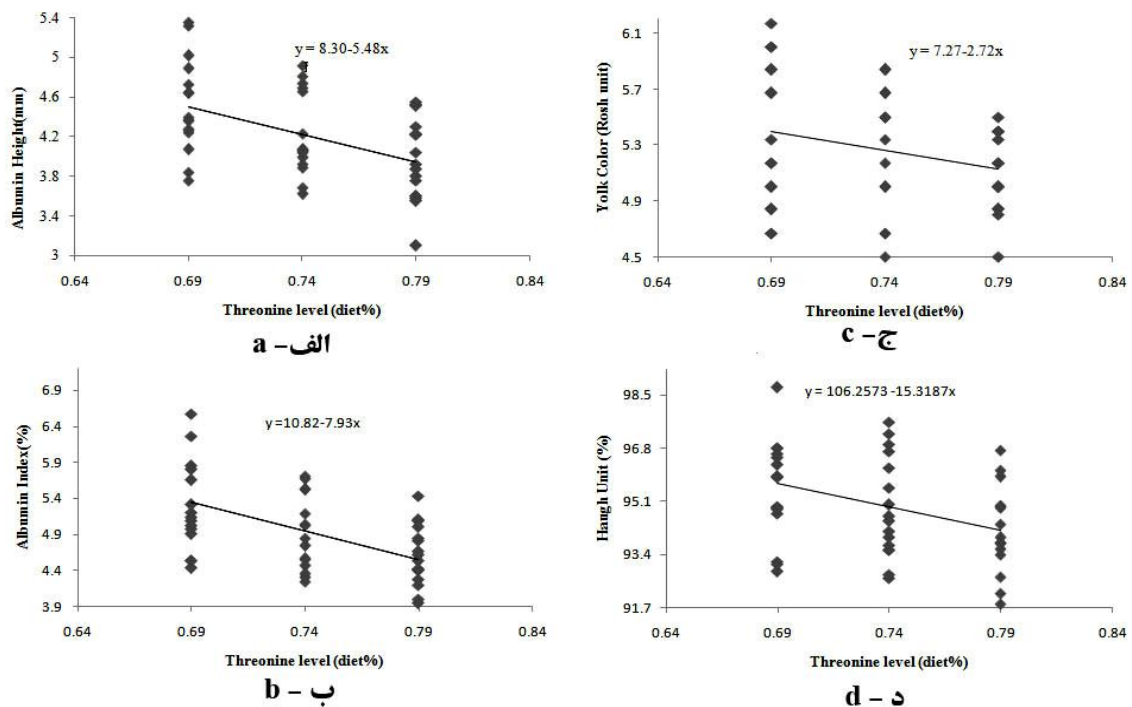 5.4
5
4.6
4.2
3.8
3.4
3
Albumin Height(mm)
y = 8.30-5.48x
0.64 0.69 0.74 0.79 0.84
Threonine level (diet%)
الف- a
6.1
5.7
5.3
4.9
4.5
Yolk Color (Rosh unit)
y = 7.27-2.72x
0.64 0.69 0.74 0.79 0.84
Threonine level (diet%)
ج- c
6.9
6.4
5.9
5.4
4.9
4.4
3.9
Albumin Index(%)
y =10.82-7.93x
0.64 0.69 0.74 0.79 0.84
Threonine level (diet%)
ب - b
98.5
96.8
95.1
93.4
91.7
Haugh Unit (%)
y = 106.2573 -15.3187x
0.64 0.69 0.74 0.79 0.84
Threonine level (diet%)
د - d